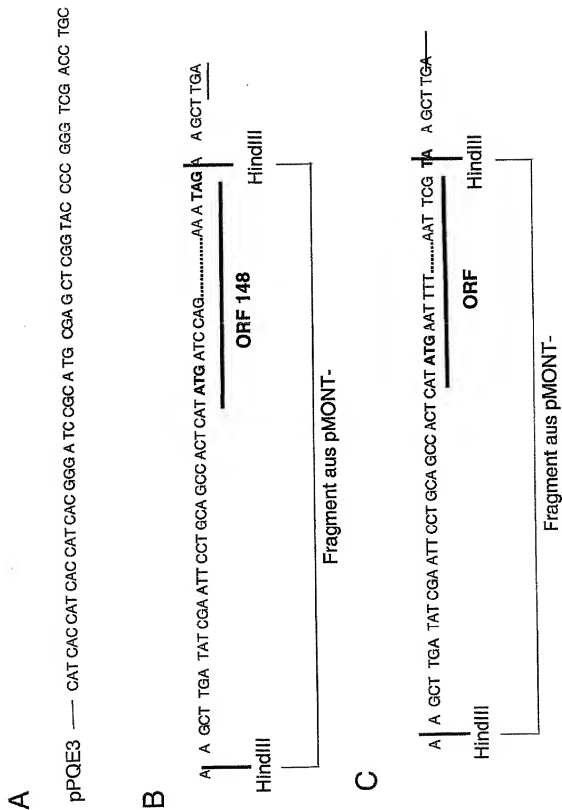 A
pPQE3 — CAT CAC CAT CAC CAT CAC GGG A TC CGC A TG CGA G CT CGG TAC CCC GGG TCG ACC TGC
B
A A GCT TGA TAT CGA ATT CCT GCA GCC ACT CAT ATG ATC CAG..............AA A TAG A A GCT TGA
HindIII
ORF 148
HindIII
Fragment aus pMONT-
C
A A GCT TGA TAT CGA ATT CCT GCA GCC ACT CAT ATG AAT TTT........AAT TCG TA A GCT TGA
HindIII
ORF
HindIII
Fragment aus pMONT-